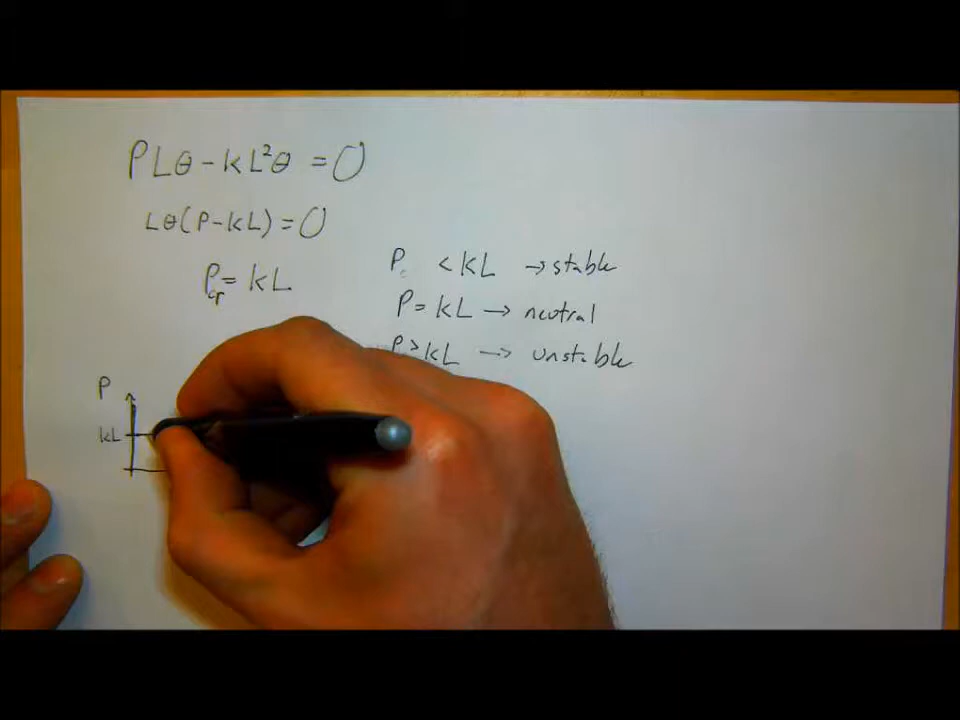 PLθ - kL²θ = 0
Lθ(P-kL) = 0
Pcr = kL
P < kL → stable
P = kL → neutral
P > kL → unstable
P
kL